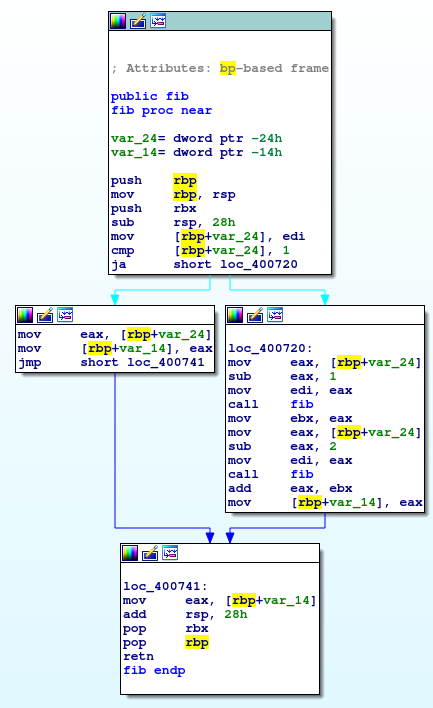 ; Attributes: bp-based frame
public fib
fib proc near
var_24= dword ptr -24h
var_14= dword ptr -14h
push rbp
mov rbp, rsp
push rbx
sub rsp, 28h
mov [rbp+var_24], edi
cmp [rbp+var_24], 1
ja short loc_400720
mov eax, [rbp+var_24]
mov [rbp+var_14], eax
jmp short loc_400741
loc_400720:
mov eax, [rbp+var_24]
sub eax, 1
mov edi, eax
call fib
mov ebx, eax
mov eax, [rbp+var_24]
sub eax, 2
mov edi, eax
call fib
add eax, ebx
mov [rbp+var_14], eax
loc_400741:
mov eax, [rbp+var_14]
add rsp, 28h
pop rbx
pop rbp
retn
fib endp